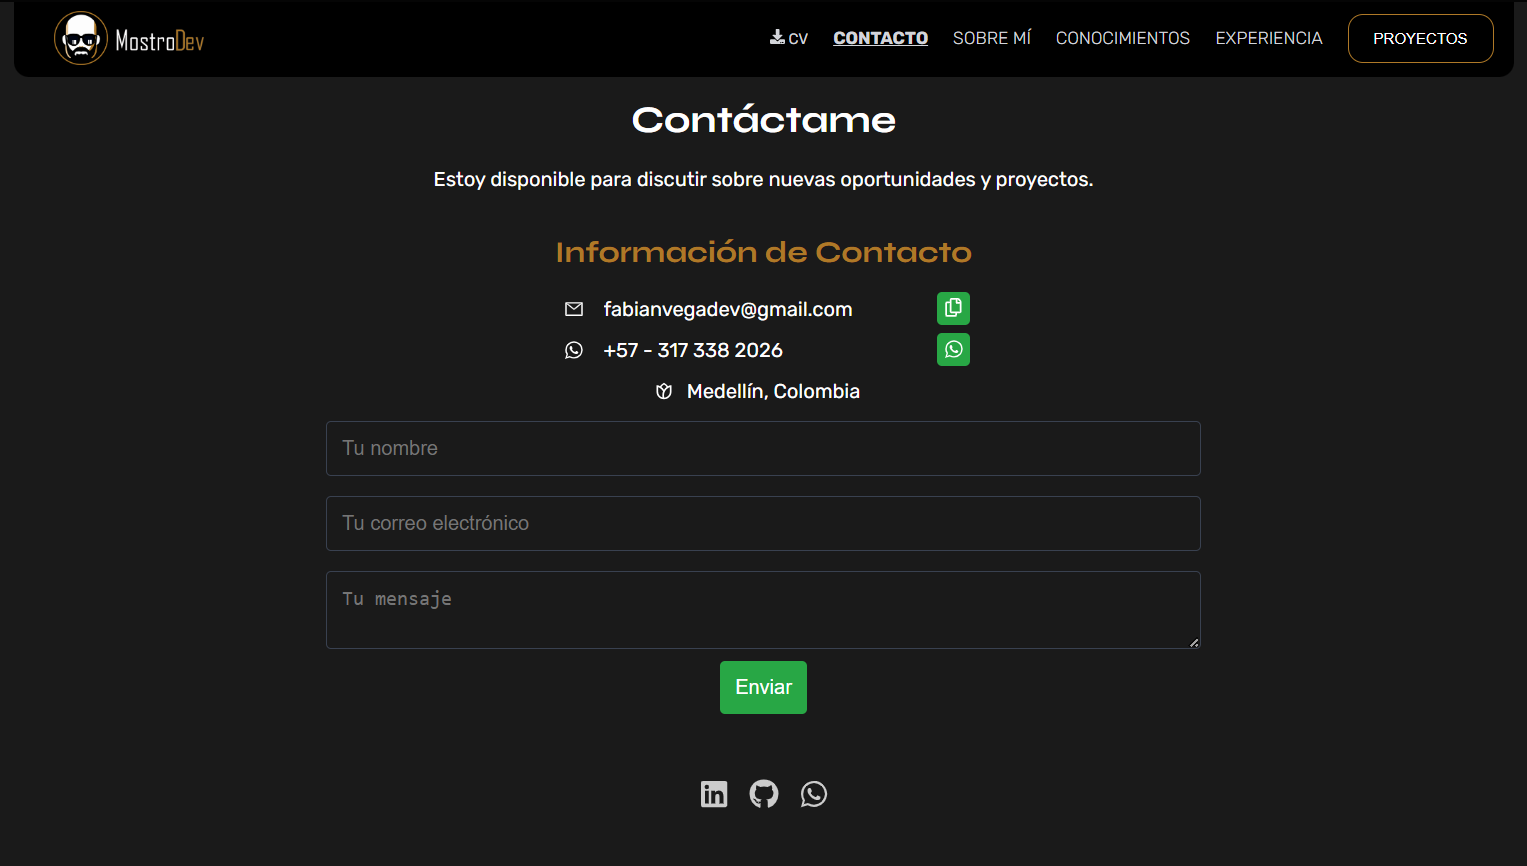 MostroDev
CV
CONTACTO
SOBRE MÍ
CONOCIMIENTOS
EXPERIENCIA
PROYECTOS
Contáctame
Estoy disponible para discutir sobre nuevas oportunidades y proyectos.
Información de Contacto
fabianvegadev@gmail.com
+57 - 317 338 2026
Medellín, Colombia
Tu nombre
Tu correo electrónico
Tu mensaje
Enviar
in